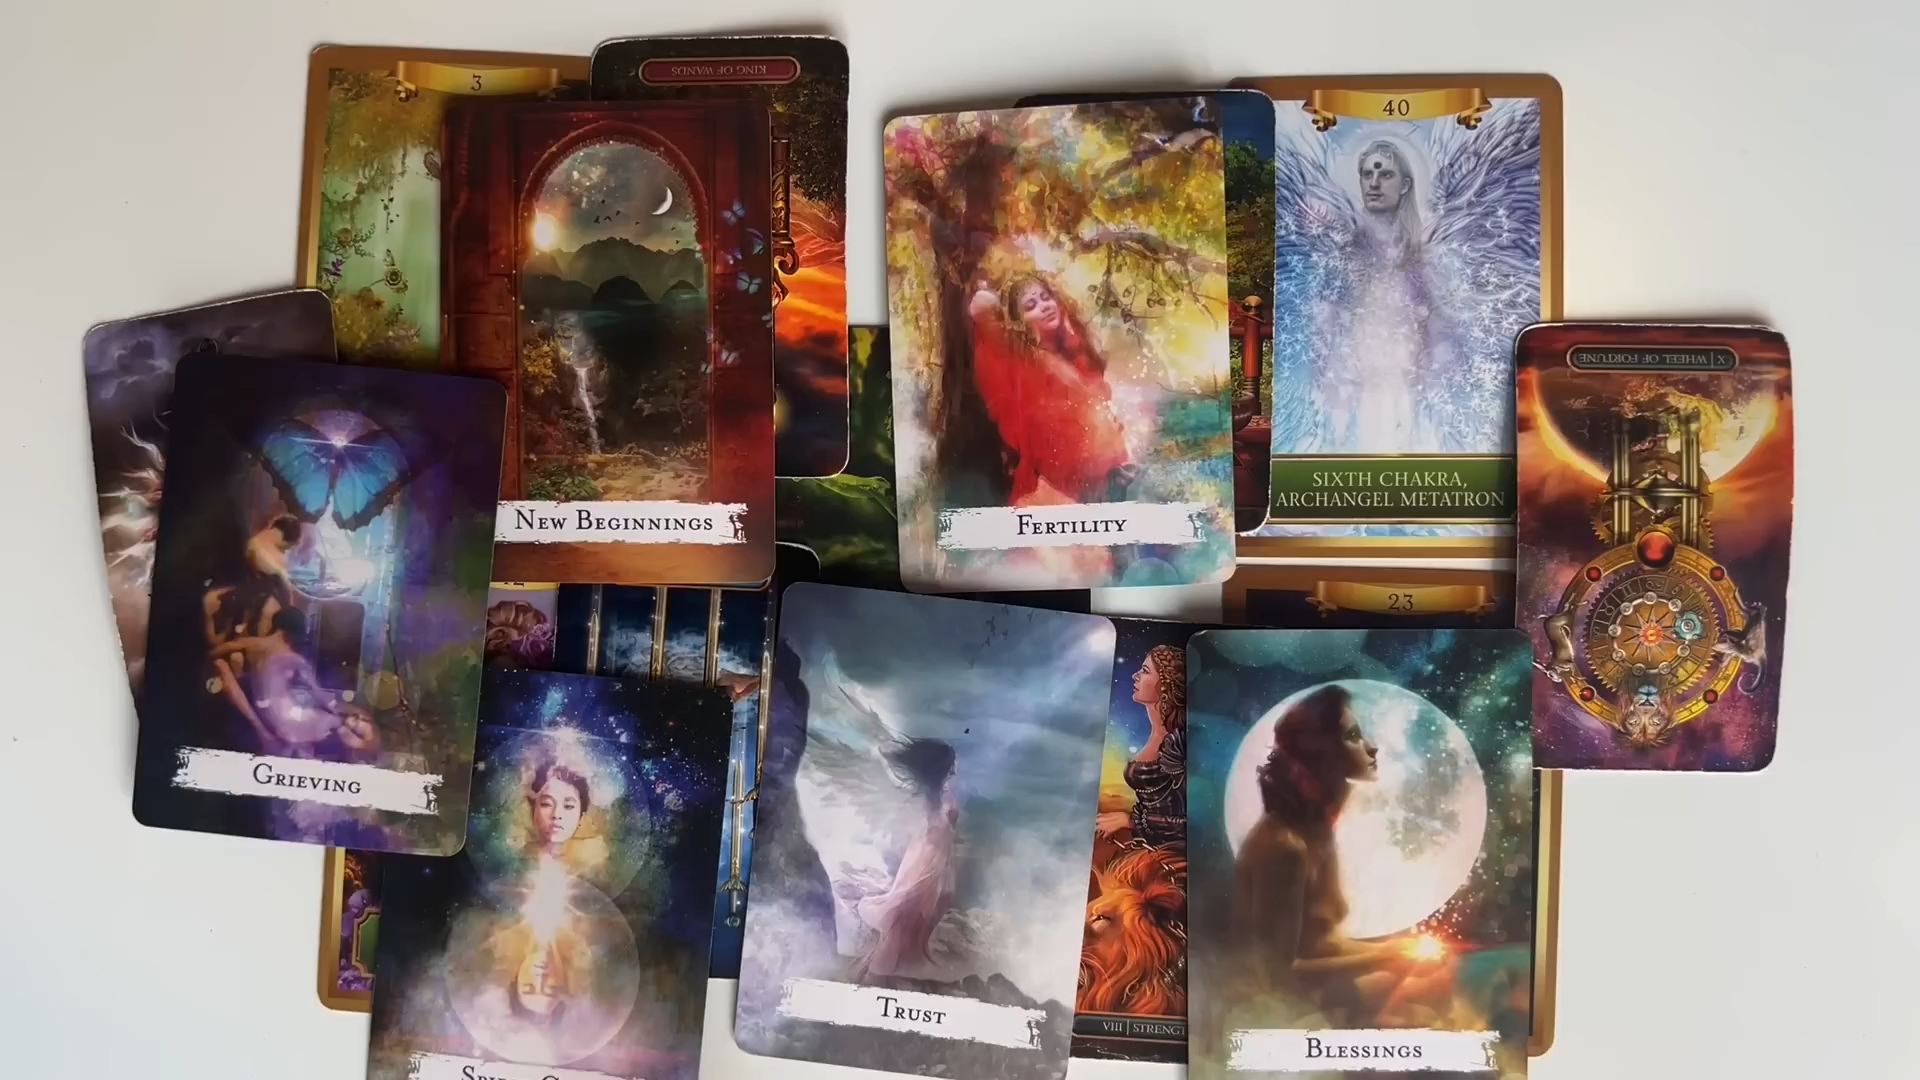 3
KING OF WANDS
40
SIXTH CHAKRA,
ARCHANGEL METATRON
X | WHEEL OF FORTUNE
NEW BEGINNINGS
FERTILITY
23
GRIEVING
TRUST
VIII | STRENGT
BLESSINGS